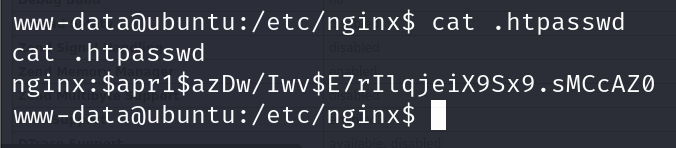 www-data@ubuntu:/etc/nginx$ cat .htpasswd
cat .htpasswd
nginx:$apr1$azDw/Iwv$E7rIlqjeiX9Sx9.sMCcAZ0
www-data@ubuntu:/etc/nginx$